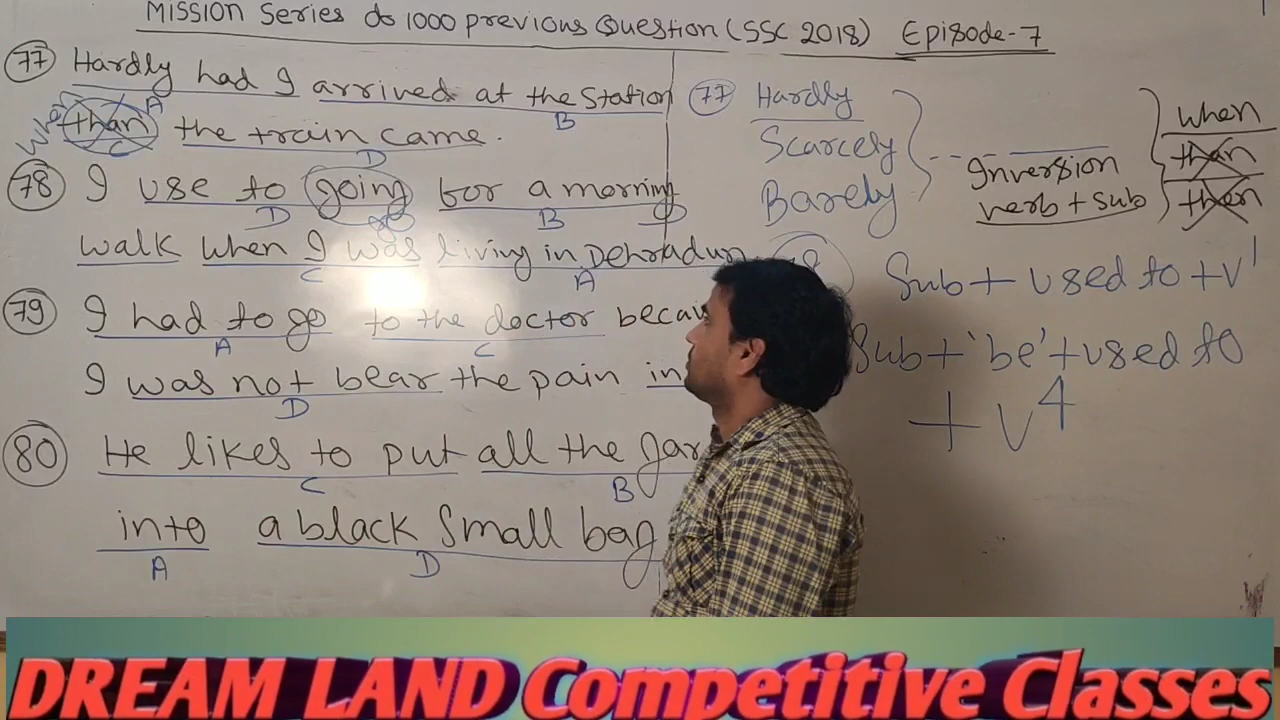 Mission Series do 1000 previous Question (SSC 2018) Episode-7
77 Hardly had I arrived at the station
A B
when than the train came.
C D
78 I use to going for a morning
D B
walk when I was living in Dehradun
C A
79 I had to go to the doctor
A C
I was not bear the pain in
D
80 He likes to put all the
C B
into a black small bag
A D
77 Hardly
Scarcely
Barely
Inversion
verb + sub
when
than
then
Sub + used to + V1
Sub + 'be' + used to
+ V4
DREAM LAND Competitive Classes